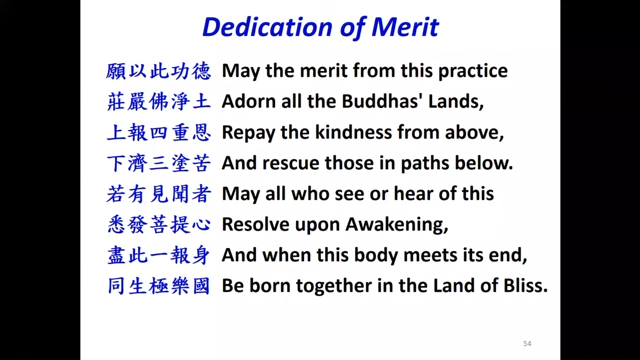 Dedication of Merit
願以此功德 May the merit from this practice
莊嚴佛淨土 Adorn all the Buddhas' Lands,
上報四重恩 Repay the kindness from above,
下濟三塗苦 And rescue those in paths below.
若有見聞者 May all who see or hear of this
悉發菩提心 Resolve upon Awakening,
盡此一報身 And when this body meets its end,
同生極樂國 Be born together in the Land of Bliss.
54